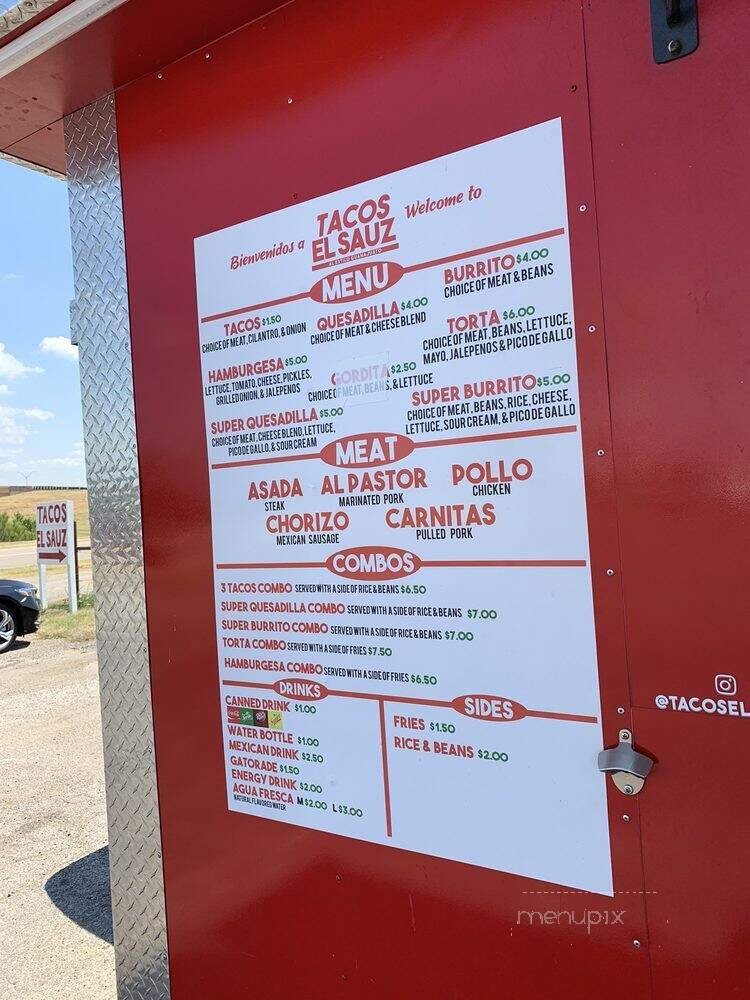 Bienvenidos a
TACOS
EL SAUZ
AL ESTILO GUANAJUATO
Welcome to
MENU
TACOS $1.50
CHOICE OF MEAT, CILANTRO, & ONION
QUESADILLA $4.00
CHOICE OF MEAT & CHEESE BLEND
BURRITO $4.00
CHOICE OF MEAT & BEANS
HAMBURGESA $5.00
LETTUCE, TOMATO, CHEESE, PICKLES,
GRILLED ONION, & JALEPENOS
GORDITA $2.50
CHOICE OF MEAT, BEANS, & LETTUCE
TORTA $6.00
CHOICE OF MEAT, BEANS, LETTUCE,
MAYO, JALEPENOS & PICO DE GALLO
SUPER QUESADILLA $5.00
CHOICE OF MEAT, CHEESE BLEND, LETTUCE,
PICO DE GALLO, & SOUR CREAM
SUPER BURRITO $5.00
CHOICE OF MEAT, BEANS, RICE, CHEESE,
LETTUCE, SOUR CREAM, & PICO DE GALLO
MEAT
ASADA
STEAK
AL PASTOR
MARINATED PORK
POLLO
CHICKEN
CHORIZO
MEXICAN SAUSAGE
CARNITAS
PULLED PORK
COMBOS
3 TACOS COMBO SERVED WITH A SIDE OF RICE & BEANS $6.50
SUPER QUESADILLA COMBO SERVED WITH A SIDE OF RICE & BEANS $7.00
SUPER BURRITO COMBO SERVED WITH A SIDE OF RICE & BEANS $7.00
TORTA COMBO SERVED WITH A SIDE OF FRIES $7.50
HAMBURGESA COMBO SERVED WITH A SIDE OF FRIES $6.50
DRINKS
CANNED DRINK $1.00
WATER BOTTLE $1.00
MEXICAN DRINK $2.50
GATORADE $1.50
ENERGY DRINK $2.00
AGUA FRESCA M $2.00 L $3.00
NATURAL FLAVORED WATER
SIDES
FRIES $1.50
RICE & BEANS $2.00
TACOS
EL SAUZ
@TACOSEL
menupix